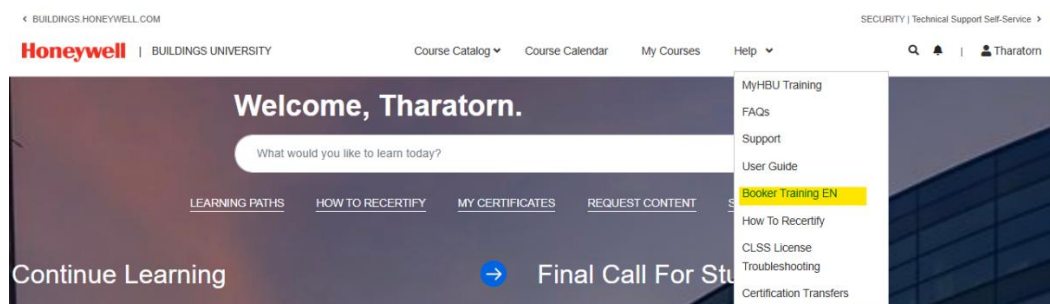 < BUILDINGS.HONEYWELL.COM
SECURITY | Technical Support Self-Service >
Honeywell | BUILDINGS UNIVERSITY
Course Catalog
Course Calendar
My Courses
Help
Tharatorn
Welcome, Tharatorn.
What would you like to learn today?
LEARNING PATHS
HOW TO RECERTIFY
MY CERTIFICATES
REQUEST CONTENT
MyHBU Training
FAQs
Support
User Guide
Booker Training EN
How To Recertify
CLSS License
Troubleshooting
Certification Transfers
Continue Learning
Final Call For Stu